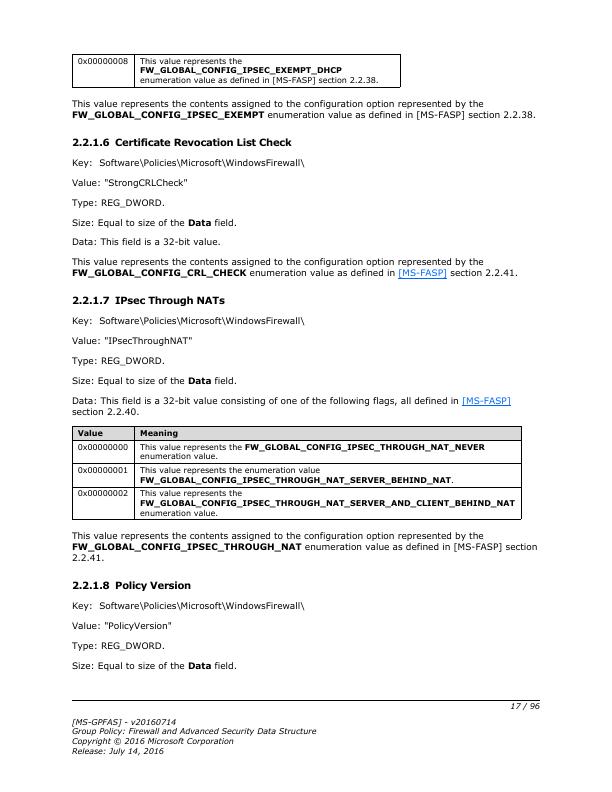 0x00000008 This value represents the
FW_GLOBAL_CONFIG_IPSEC_EXEMPT_DHCP
enumeration value as defined in [MS-FASP] section 2.2.38.
This value represents the contents assigned to the configuration option represented by the
FW_GLOBAL_CONFIG_IPSEC_EXEMPT enumeration value as defined in [MS-FASP] section 2.2.38.
2.2.1.6 Certificate Revocation List Check
Key: Software\Policies\Microsoft\WindowsFirewall\
Value: "StrongCRLCheck"
Type: REG_DWORD.
Size: Equal to size of the Data field.
Data: This field is a 32-bit value.
This value represents the contents assigned to the configuration option represented by the
FW_GLOBAL_CONFIG_CRL_CHECK enumeration value as defined in [MS-FASP] section 2.2.41.
2.2.1.7 IPsec Through NATs
Key: Software\Policies\Microsoft\WindowsFirewall\
Value: "IPsecThroughNAT"
Type: REG_DWORD.
Size: Equal to size of the Data field.
Data: This field is a 32-bit value consisting of one of the following flags, all defined in [MS-FASP]
section 2.2.40.
Value Meaning
0x00000000 This value represents the FW_GLOBAL_CONFIG_IPSEC_THROUGH_NAT_NEVER
enumeration value.
0x00000001 This value represents the enumeration value
FW_GLOBAL_CONFIG_IPSEC_THROUGH_NAT_SERVER_BEHIND_NAT.
0x00000002 This value represents the
FW_GLOBAL_CONFIG_IPSEC_THROUGH_NAT_SERVER_AND_CLIENT_BEHIND_NAT
enumeration value.
This value represents the contents assigned to the configuration option represented by the
FW_GLOBAL_CONFIG_IPSEC_THROUGH_NAT enumeration value as defined in [MS-FASP] section
2.2.41.
2.2.1.8 Policy Version
Key: Software\Policies\Microsoft\WindowsFirewall\
Value: "PolicyVersion"
Type: REG_DWORD.
Size: Equal to size of the Data field.
17 / 96
[MS-GPFAS] - v20160714
Group Policy: Firewall and Advanced Security Data Structure
Copyright © 2016 Microsoft Corporation
Release: July 14, 2016